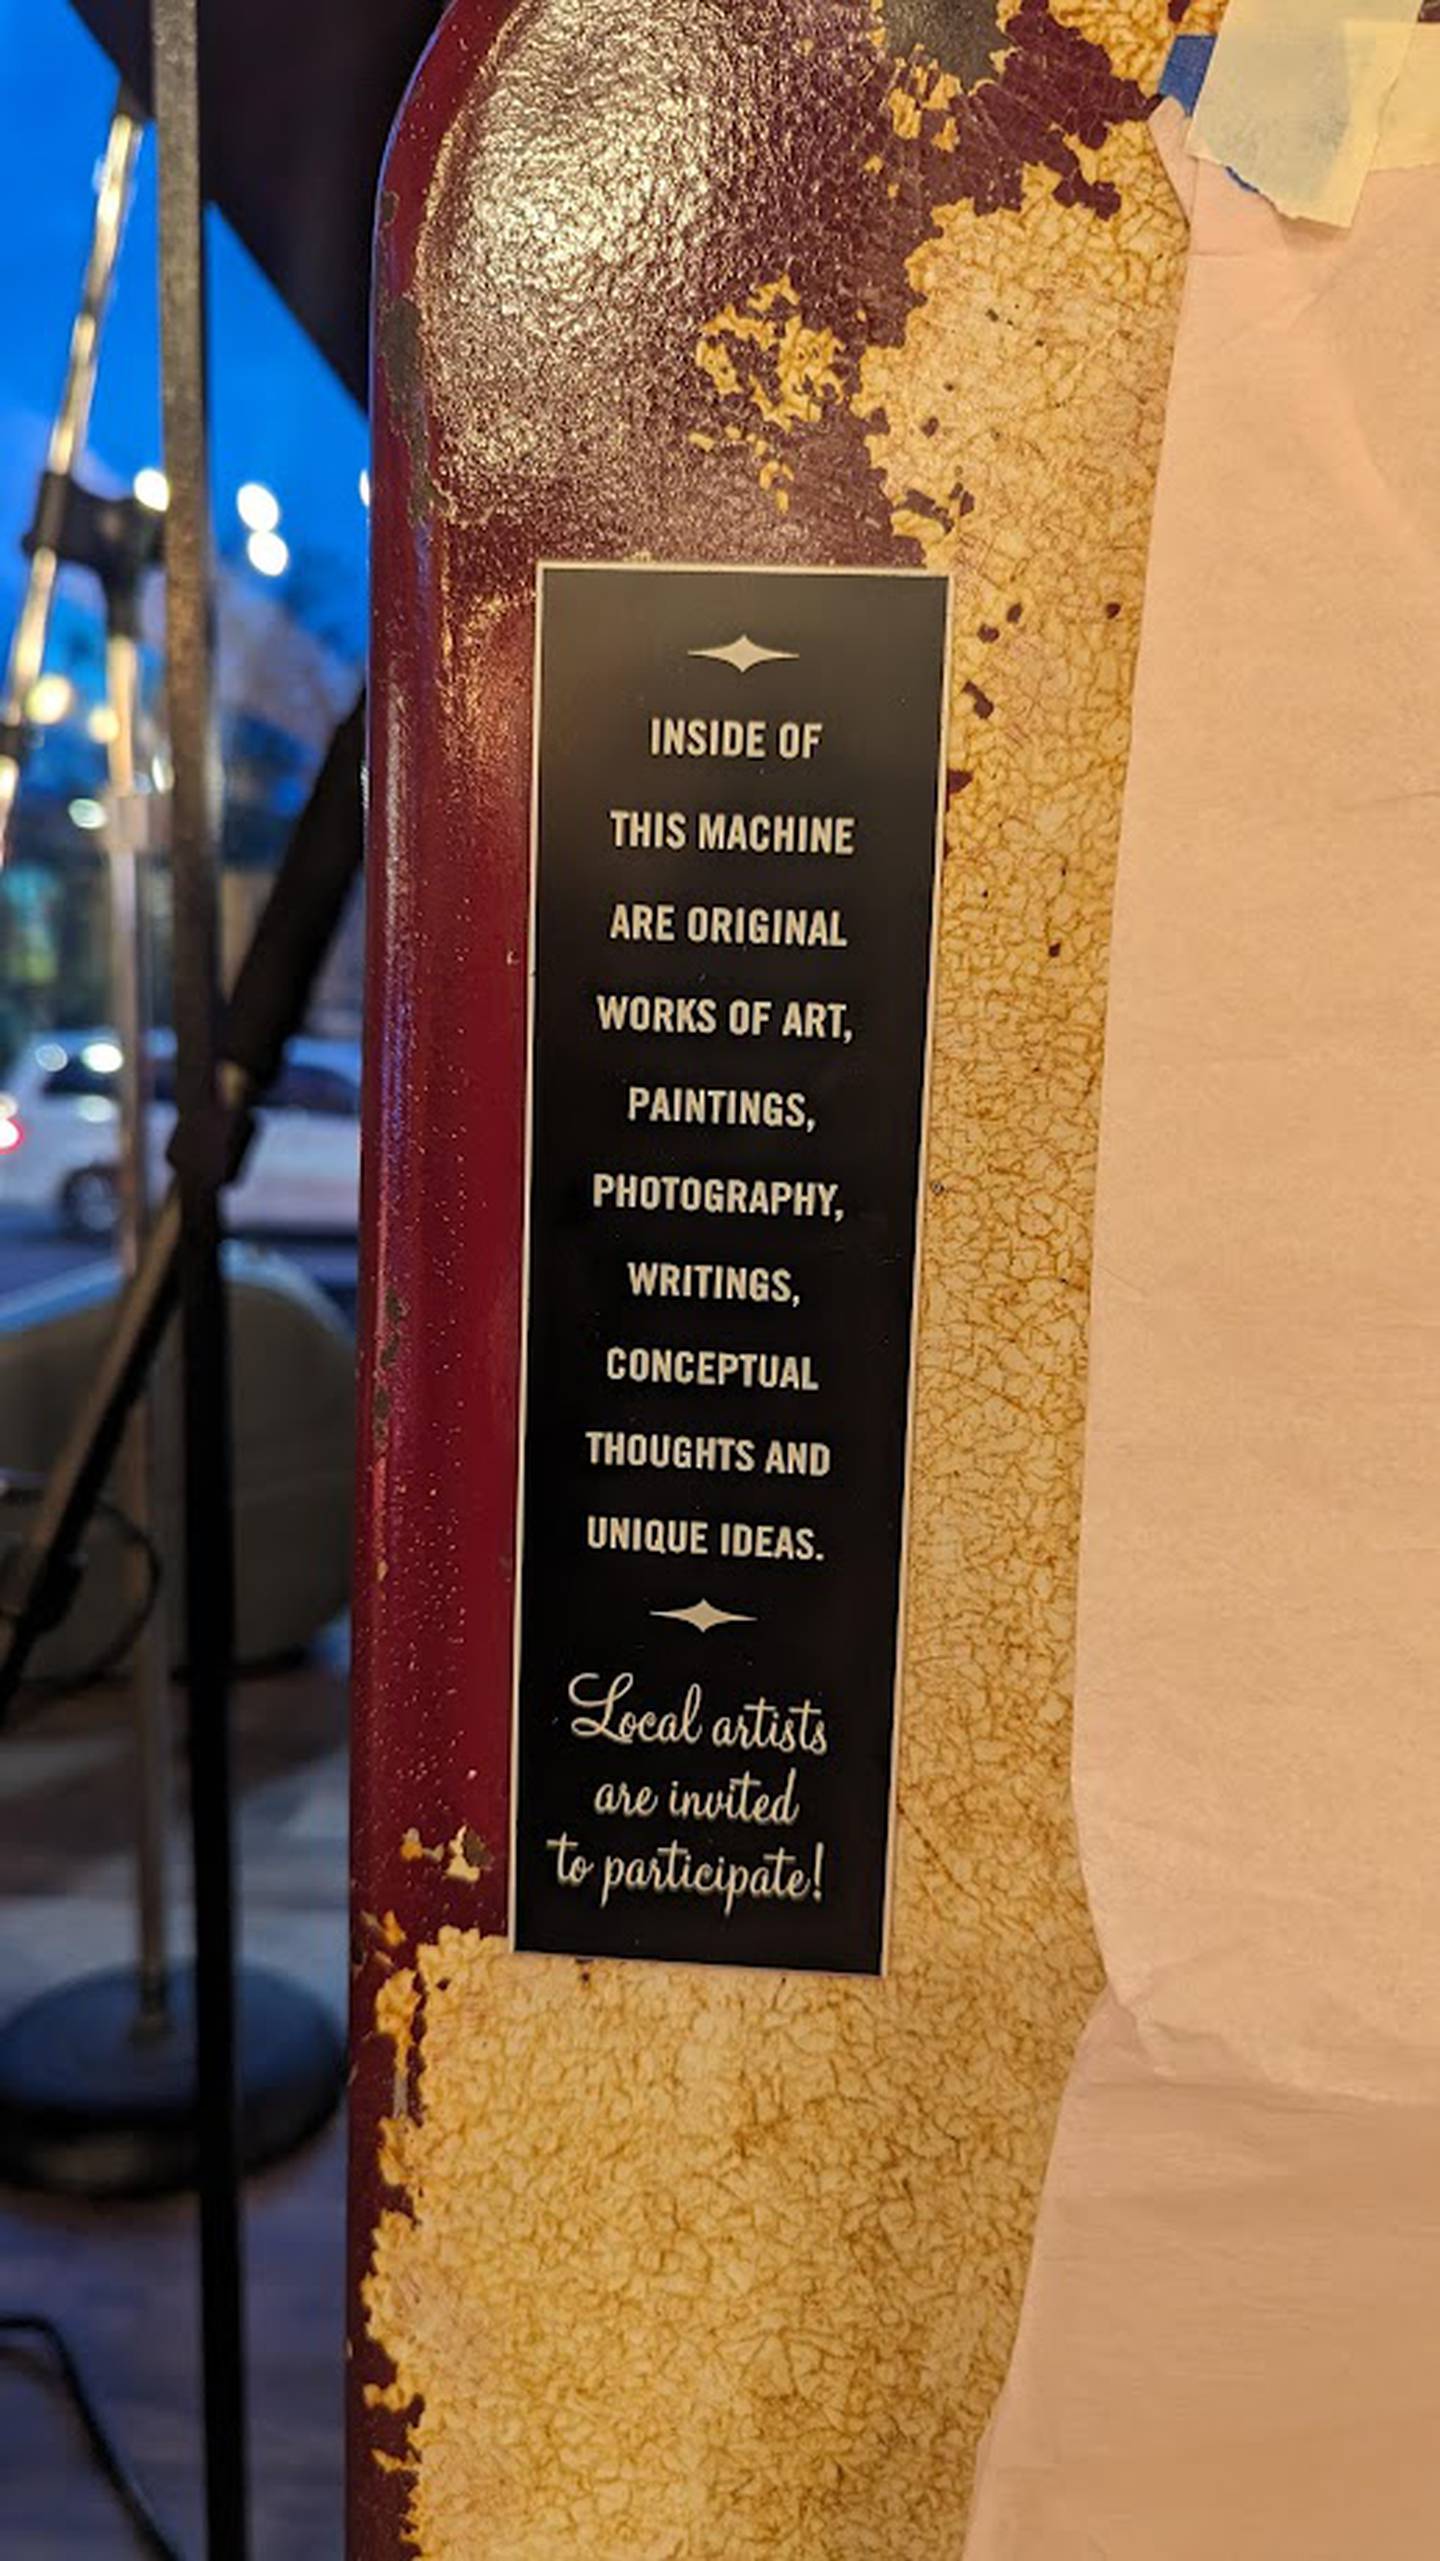 INSIDE OF
THIS MACHINE
ARE ORIGINAL
WORKS OF ART,
PAINTINGS,
PHOTOGRAPHY,
WRITINGS,
CONCEPTUAL
THOUGHTS AND
UNIQUE IDEAS.
Local artists
are invited
to participate!